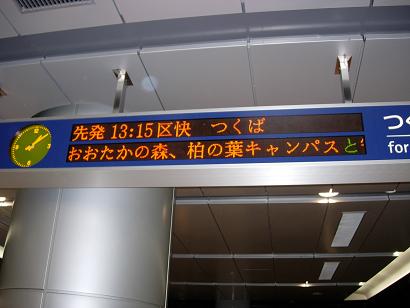 先発 13:15 区快 つくば
おおたかの森、柏の葉キャンパスと
つく
for